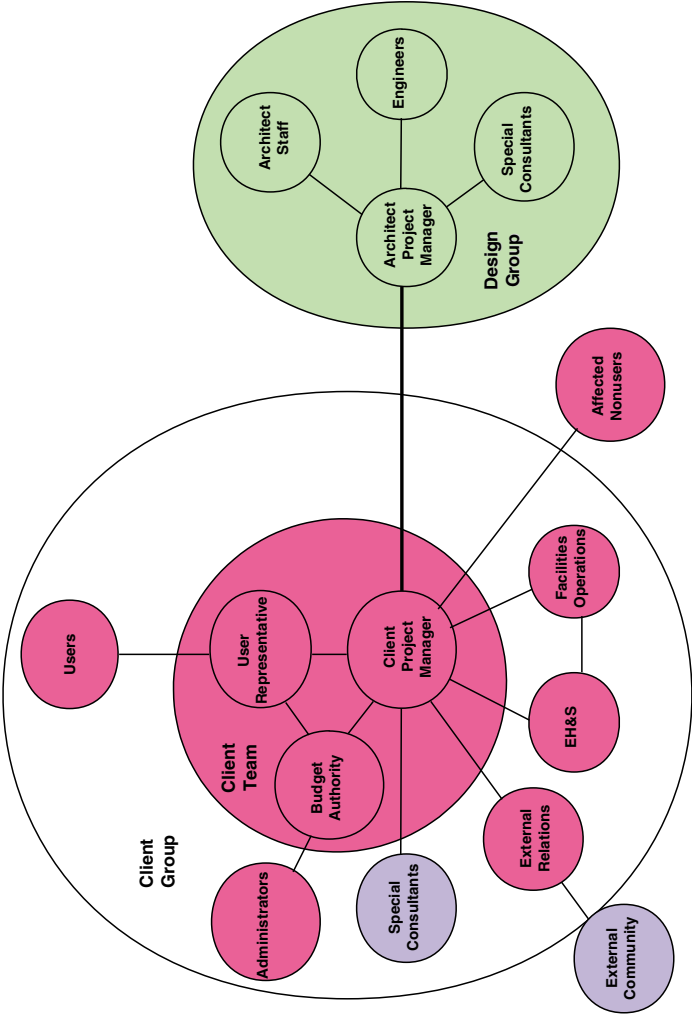 Users
Client
Group
Client
Team
Administrators
User
Representative
Architect
Staff
Budget
Authority
Special
Consultants
Client
Project
Manager
Architect
Project
Manager
Engineers
Design
Group
External
Relations
Special
Consultants
EH&S
Facilities
Operations
Affected
Nonusers
External
Community